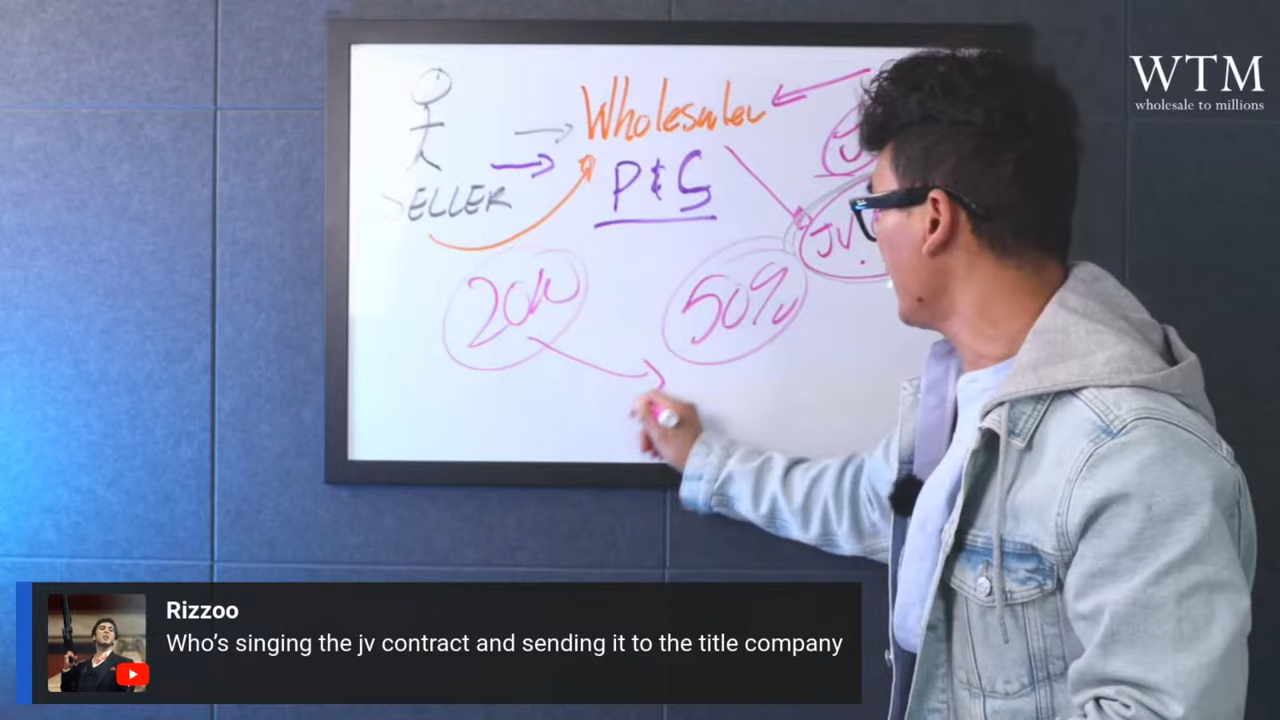 WTM
wholesale to millions
Wholesaler
P & S
SELLER
JV.
20K
50%
Rizzoo
Who’s singing the jv contract and sending it to the title company